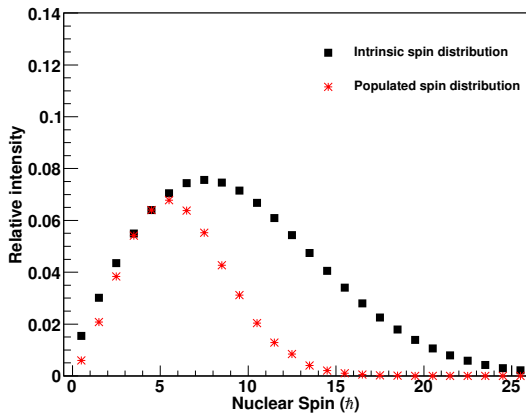 0.14
0.12
0.1
0.08
0.06
0.04
0.02
0
Relative intensity
Intrinsic spin distribution
Populated spin distribution
0 5 10 15 20 25
Nuclear Spin (ℏ)